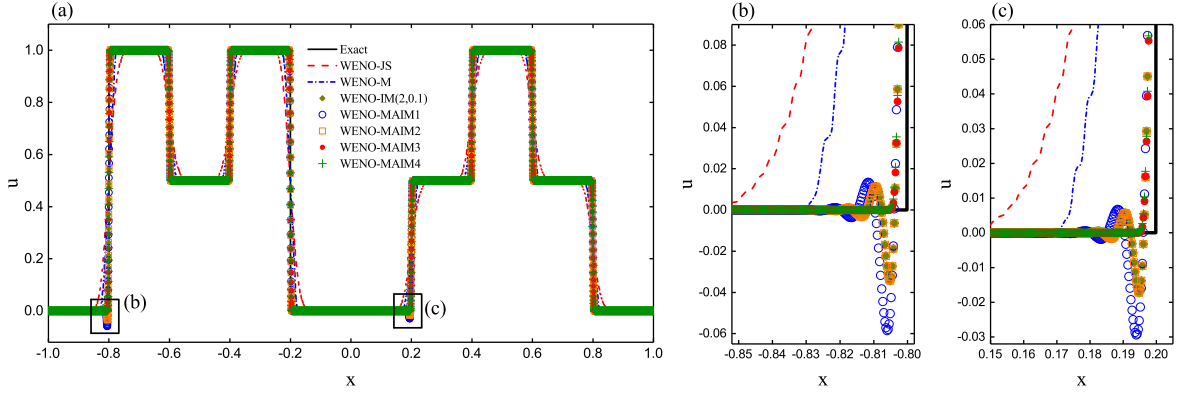 (a)
Exact
WENO-JS
WENO-M
WENO-IM(2,0.1)
WENO-MAIM1
WENO-MAIM2
WENO-MAIM3
WENO-MAIM4
(b)
(c)
u
1.0
0.8
0.6
0.4
0.2
0.0
-1.0 -0.8 -0.6 -0.4 -0.2 0.0 0.2 0.4 0.6 0.8 1.0
x
(b)
u
0.08
0.06
0.04
0.02
0.00
-0.02
-0.04
-0.06
-0.85 -0.84 -0.83 -0.82 -0.81 -0.80
x
(c)
u
0.06
0.05
0.04
0.03
0.02
0.01
0.00
-0.01
-0.02
-0.03
0.15 0.16 0.17 0.18 0.19 0.20
x